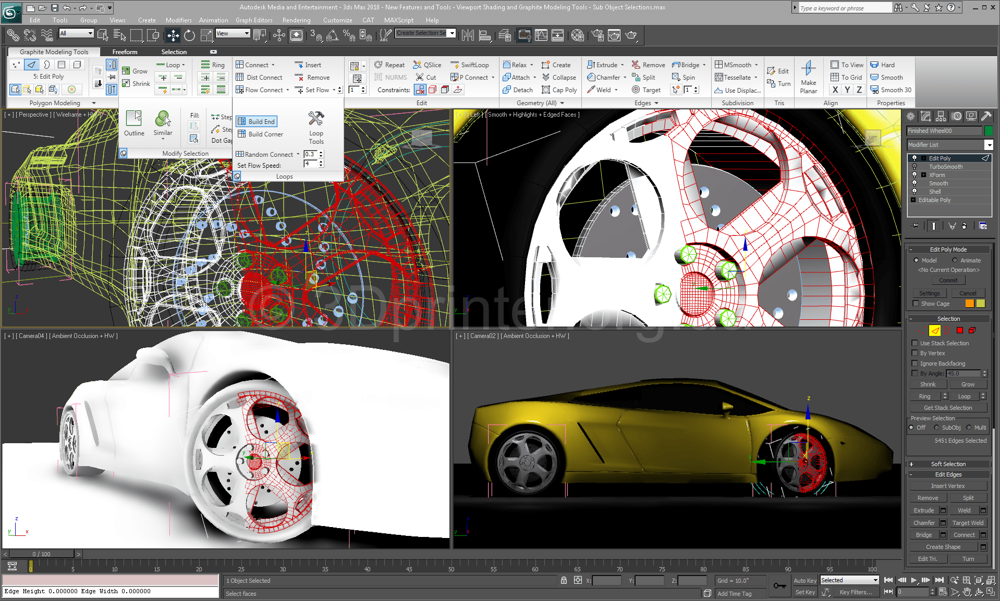 Autodesk Media and Entertainment - 3ds Max 2010 - New Features and Tools - Viewport Shading and Graphite Modeling Tools - Sub Object Selections.max
Type a keyword or phrase
Edit Tools Group Views Create Modifiers Animation Graph Editors Rendering Customize CAT MAXScript Help
All View 3 % ABC Create Selection Se
Graphite Modeling Tools Freeform Selection
5: Edit Poly
Polygon Modeling
Grow
Shrink
Loop
Ring
Connect
Dist Connect
Flow Connect
Insert
Remove
Set Flow
1
Repeat QSlice SwiftLoop
NURMS Cut P Connect
Constraints:
Edit
Relax Create
Attach Collapse
Detach Cap Poly
Geometry (All)
Extrude Remove Bridge
Chamfer Split Spin
Weld Target 1
Edges
MSmooth
Tessellate
Use Displac...
Subdivision
Edit
Turn
Tris
Make
Planar
To View
To Grid
X Y Z
Align
Hard
Smooth
Smooth 30
Properties
Outline
Similar
Fill:
Step
Step
Dot Gap
Modify Selection
Build End
Build Corner
Loop
Tools
Random Connect 0.3
Set Flow Speed: 4
Loops
[ + ] [ Perspective ] [ Wireframe + HW
[ + ] [ Left ] [ Smooth + Highlights + Edged Faces ]
[ + ] [ Camera04 ] [ Ambient Occlusion + HW ]
[ + ] [ Camera02 ] [ Ambient Occlusion + HW ]
© 3Dprinter.org.ua
Finished Wheel00
Modifier List
Edit Poly
TurboSmooth
XForm
Smooth
Shell
Editable Poly
Edit Poly Mode
Model Animate
<No Current Operation>
Commit
Settings Cancel
Show Cage
Selection
Use Stack Selection
By Vertex
Ignore Backfacing
By Angle: 45.0
Shrink Grow
Ring Loop
Get Stack Selection
Preview Selection
Off SubObj Multi
5451 Edges Selected
+ Soft Selection
- Edit Edges
Insert Vertex
Remove Split
Extrude Weld
Chamfer Target Weld
Bridge Connect
Create Shape
Edit Tri. Turn
< 0 / 100 >
0 5 10 15 20 25 30 35 40 45 50 55 60 65 70 75 80 85 90 95 100
Edge Height 0.000000 Edge Width 0.000000
1 Object Selected
Select faces
X: Y: Z:
Grid = 10.0"
Add Time Tag
Auto Key Selected
Set Key Key Filters...
0